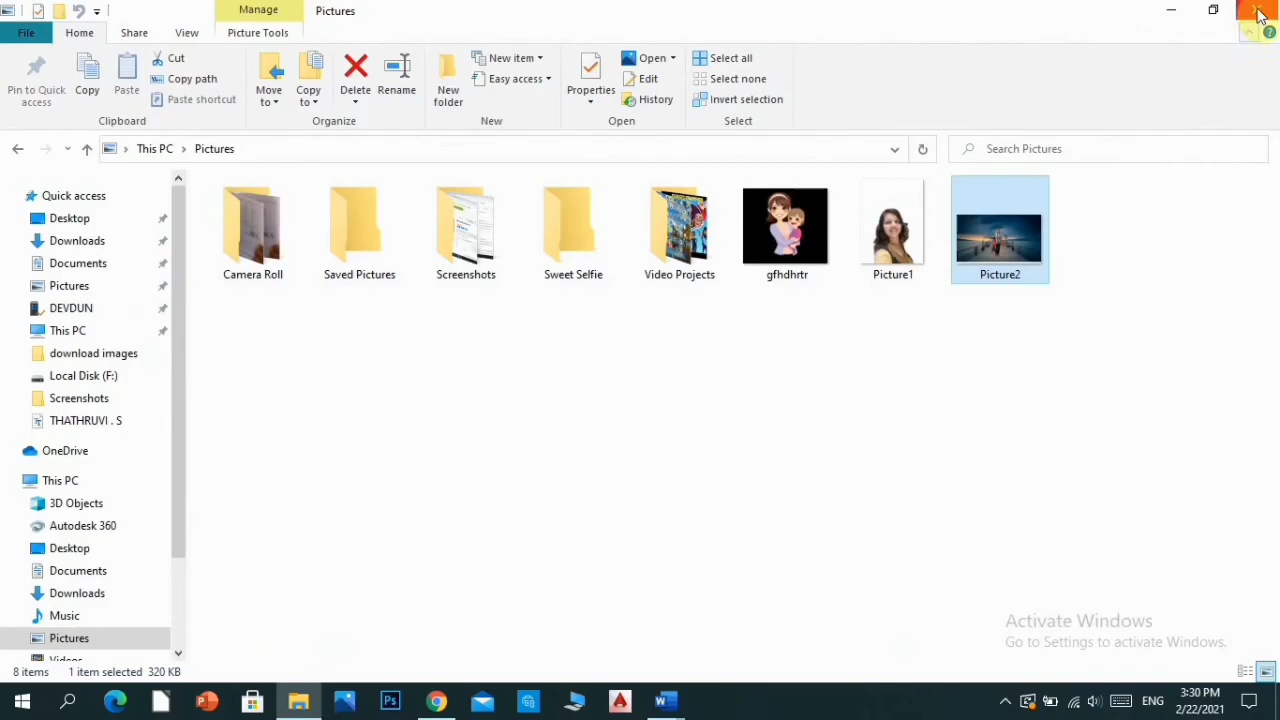 Manage
Pictures
File
Home
Share
View
Picture Tools
Pin to Quick access
Copy
Paste
Cut
Copy path
Paste shortcut
Clipboard
Move to
Copy to
Delete
Rename
Organize
New folder
New item
Easy access
New
Properties
Open
Edit
History
Open
Select all
Select none
Invert selection
Select
This PC
Pictures
Search Pictures
Quick access
Desktop
Downloads
Documents
Pictures
DEVDUN
This PC
download images
Local Disk (F:)
Screenshots
THATHRUVI . S
OneDrive
This PC
3D Objects
Autodesk 360
Desktop
Documents
Downloads
Music
Pictures
Videos
Camera Roll
Saved Pictures
Screenshots
Sweet Selfie
Video Projects
gfhdhrtr
Picture1
Picture2
Activate Windows
Go to Settings to activate Windows.
8 items
1 item selected 320 KB
Ps
ENG
3:30 PM
2/22/2021